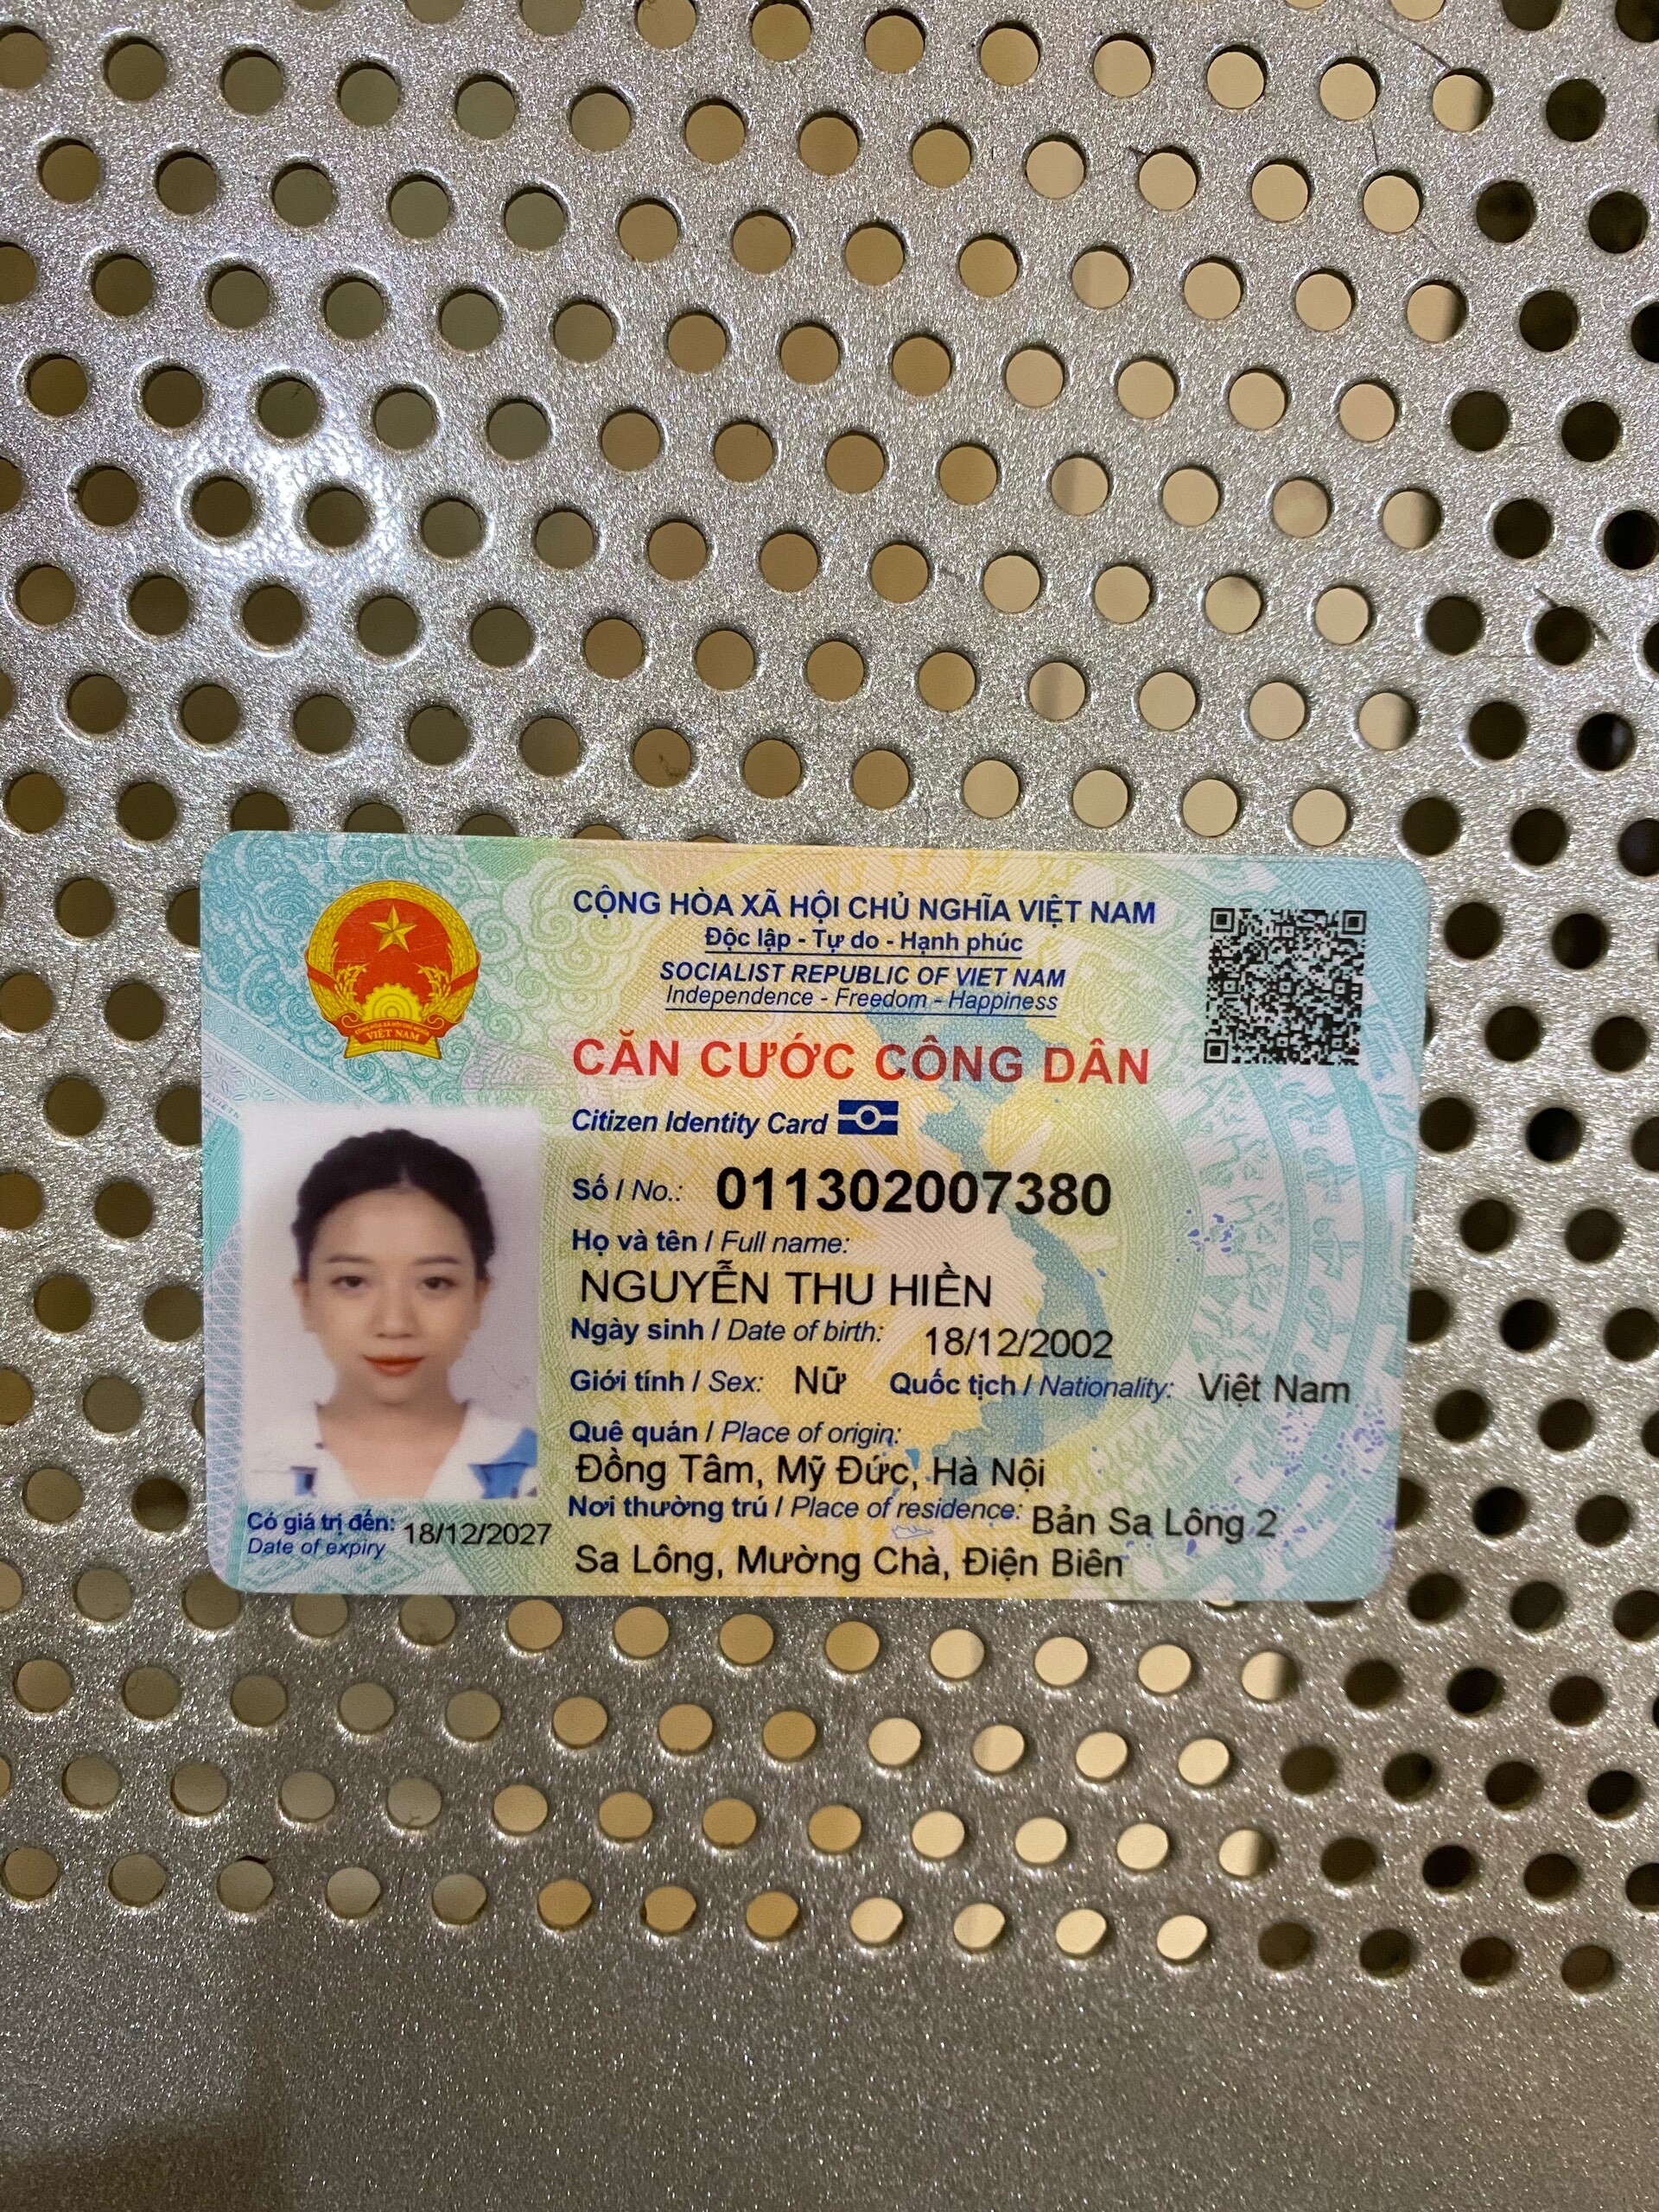 CỘNG HÒA XÃ HỘI CHỦ NGHĨA VIỆT NAM
Độc lập - Tự do - Hạnh phúc
SOCIALIST REPUBLIC OF VIET NAM
Independence - Freedom - Happiness
CĂN CƯỚC CÔNG DÂN
Citizen Identity Card
Số / No.: 011302007380
Họ và tên / Full name:
NGUYỄN THU HIỀN
Ngày sinh / Date of birth: 18/12/2002
Giới tính / Sex: Nữ Quốc tịch / Nationality: Việt Nam
Quê quán / Place of origin:
Đồng Tâm, Mỹ Đức, Hà Nội
Nơi thường trú / Place of residence: Bản Sa Lông 2
Sa Lông, Mường Chà, Điện Biên
Có giá trị đến: 18/12/2027
Date of expiry
VIỆT NAM